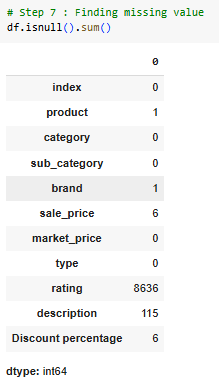 # Step 7 : Finding missing value
df.isnull().sum()
0
index 0
product 1
category 0
sub_category 0
brand 1
sale_price 6
market_price 0
type 0
rating 8636
description 115
Discount percentage 6
dtype: int64